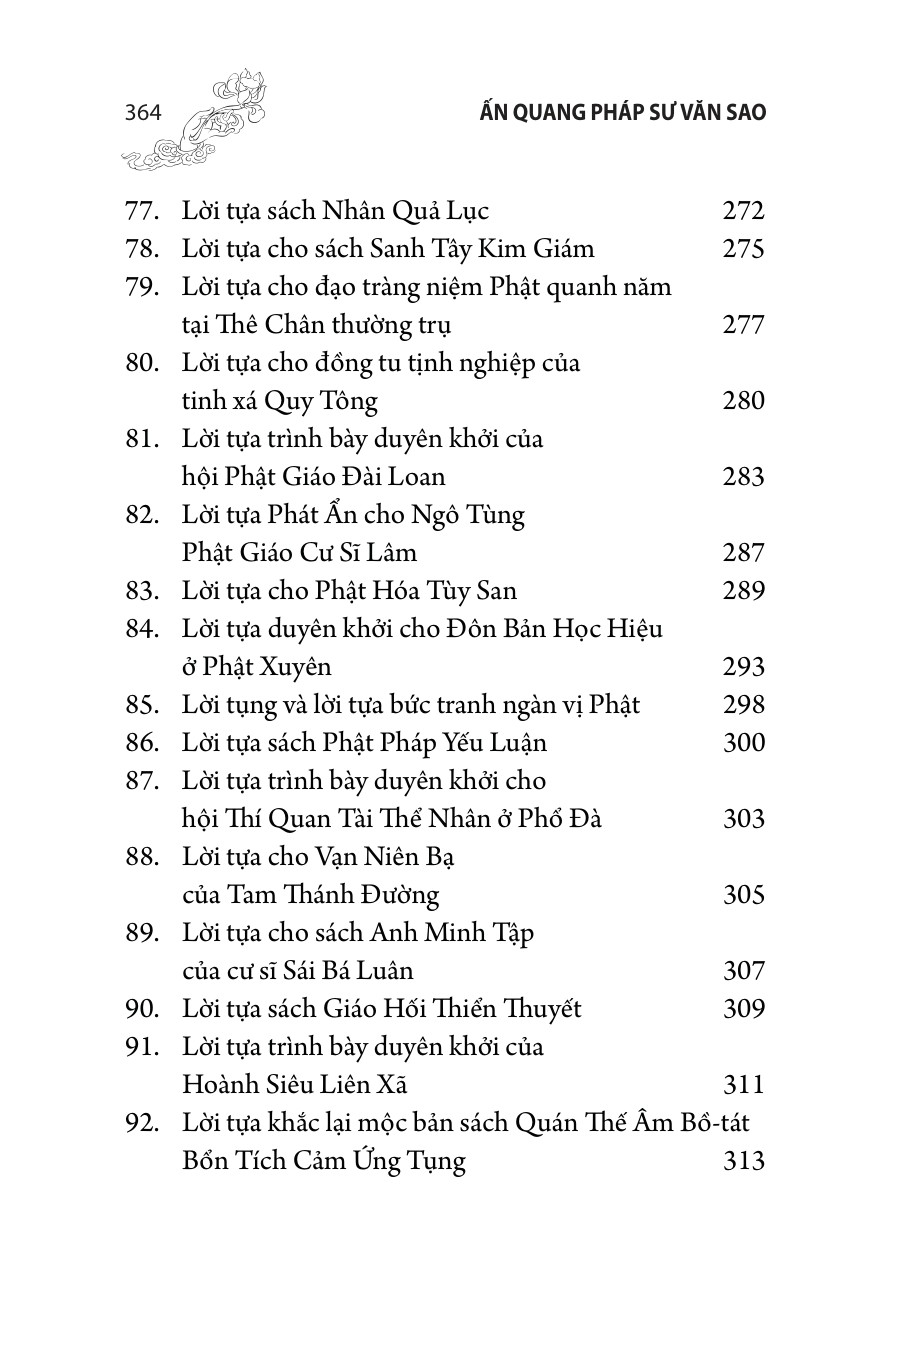 364 ẤN QUANG PHÁP SƯ VĂN SAO
77. Lời tựa sách Nhân Quả Lục 272
78. Lời tựa cho sách Sanh Tây Kim Giám 275
79. Lời tựa cho đạo tràng niệm Phật quanh năm
tại Thê Chân thường trụ 277
80. Lời tựa cho đồng tu tịnh nghiệp của
tinh xá Quy Tông 280
81. Lời tựa trình bày duyên khởi của
hội Phật Giáo Đài Loan 283
82. Lời tựa Phát Ẩn cho Ngô Tùng
Phật Giáo Cư Sĩ Lâm 287
83. Lời tựa cho Phật Hóa Tùy San 289
84. Lời tựa duyên khởi cho Đôn Bản Học Hiệu
ở Phật Xuyên 293
85. Lời tụng và lời tựa bức tranh ngàn vị Phật 298
86. Lời tựa sách Phật Pháp Yếu Luận 300
87. Lời tựa trình bày duyên khởi cho
hội Thí Quan Tài Thể Nhân ở Phổ Đà 303
88. Lời tựa cho Vạn Niên Bạ
của Tam Thánh Đường 305
89. Lời tựa cho sách Anh Minh Tập
của cư sĩ Sái Bá Luân 307
90. Lời tựa sách Giáo Hối Thiển Thuyết 309
91. Lời tựa trình bày duyên khởi của
Hoành Siêu Liên Xã 311
92. Lời tựa khắc lại mộc bản sách Quán Thế Âm Bồ-tát
Bổn Tích Cảm Ứng Tụng 313